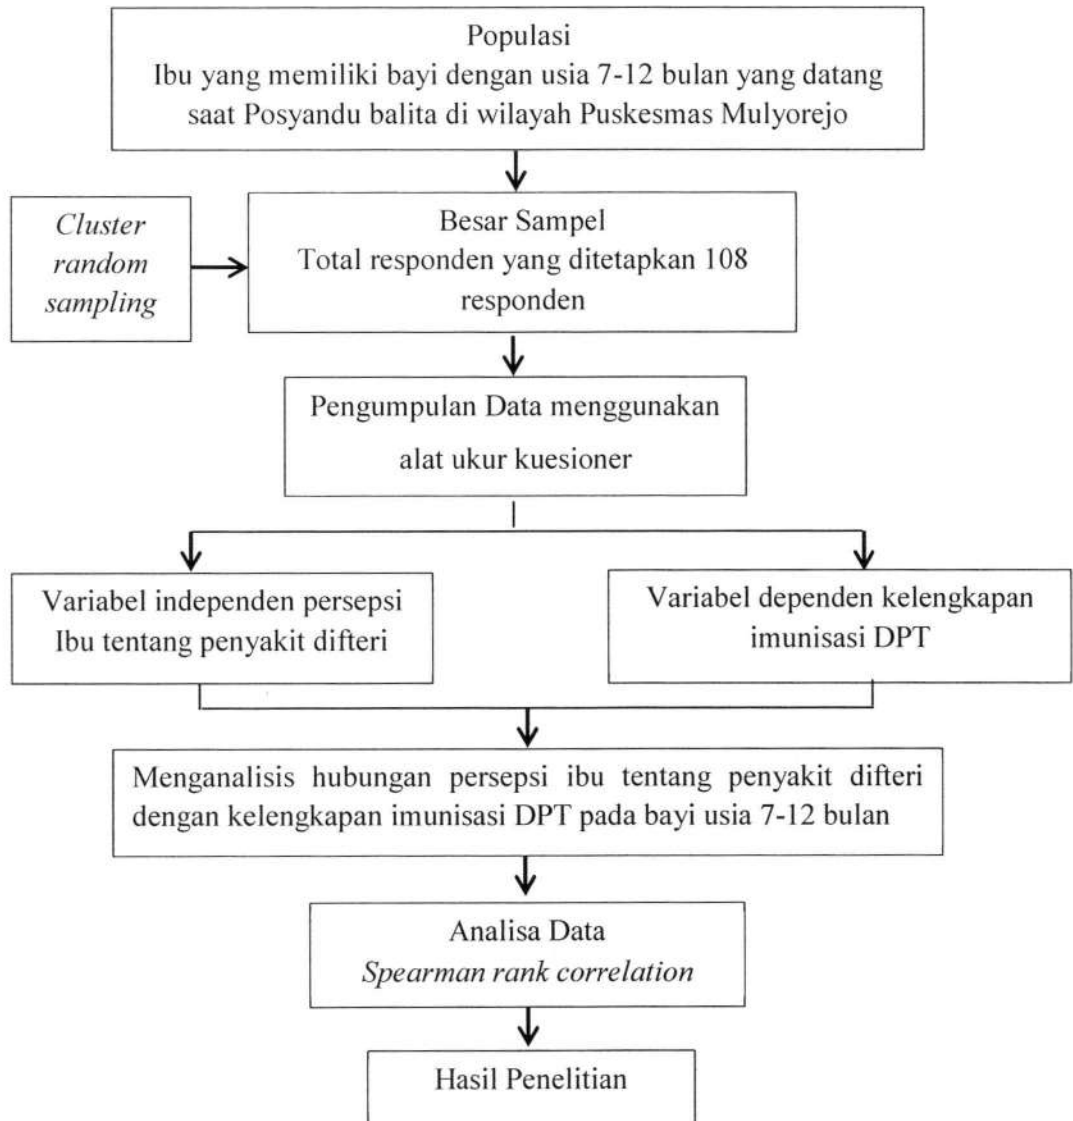 Populasi
Ibu yang memiliki bayi dengan usia 7-12 bulan yang datang
saat Posyandu balita di wilayah Puskesmas Mulyorejo
Cluster
random
sampling
Besar Sampel
Total responden yang ditetapkan 108
responden
Pengumpulan Data menggunakan
alat ukur kuesioner
Variabel independen persepsi
Ibu tentang penyakit difteri
Variabel dependen kelengkapan
imunisasi DPT
Menganalisis hubungan persepsi ibu tentang penyakit difteri
dengan kelengkapan imunisasi DPT pada bayi usia 7-12 bulan
Analisa Data
Spearman rank correlation
Hasil Penelitian